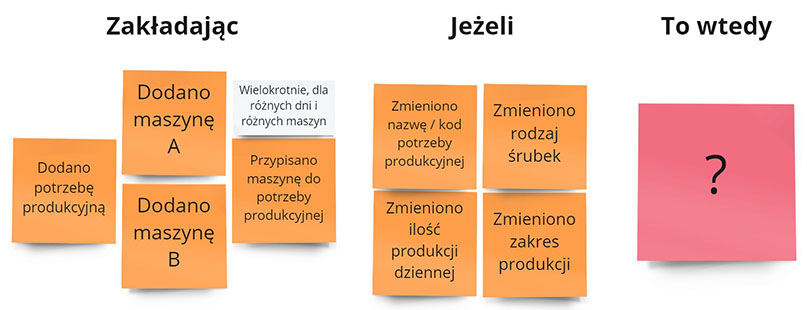 Zakładając
Jeżeli
To wtedy
Dodano
potrzebę
produkcyjną
Dodano
maszynę
A
Dodano
maszynę
B
Wielokrotnie, dla
różnych dni i
różnych maszyn
Przypisano
maszynę do
potrzeby
produkcyjnej
Zmieniono
nazwę / kod
potrzeby
produkcyjnej
Zmieniono
rodzaj
śrubek
Zmieniono
ilość
produkcji
dziennej
Zmieniono
zakres
produkcji
?